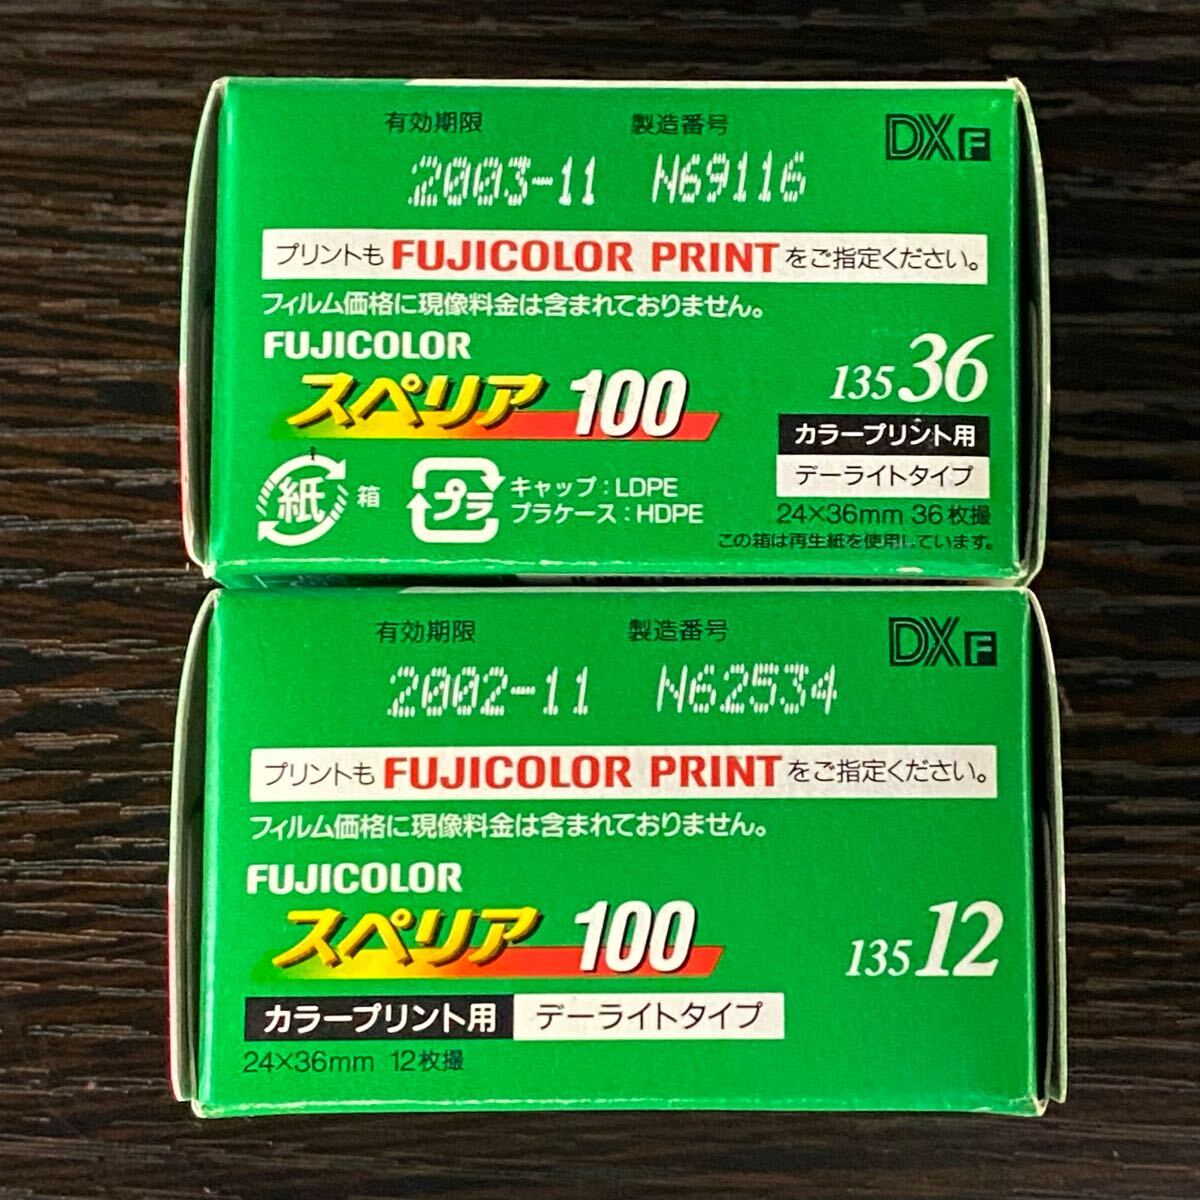 有効期限 製造番号 DXF
2003-11 N69116
プリントも FUJICOLOR PRINT をご指定ください。
フィルム価格に現像料金は含まれておりません。
FUJICOLOR
スペリア 100
135 36
カラープリント用
デーライトタイプ
紙 箱
プラ キャップ：LDPE
プラケース：HDPE
24×36mm 36枚撮
この箱は再生紙を使用しています。
有効期限 製造番号 DXF
2002-11 N62534
プリントも FUJICOLOR PRINT をご指定ください。
フィルム価格に現像料金は含まれておりません。
FUJICOLOR
スペリア 100
135 12
カラープリント用 デーライトタイプ
24×36mm 12枚撮